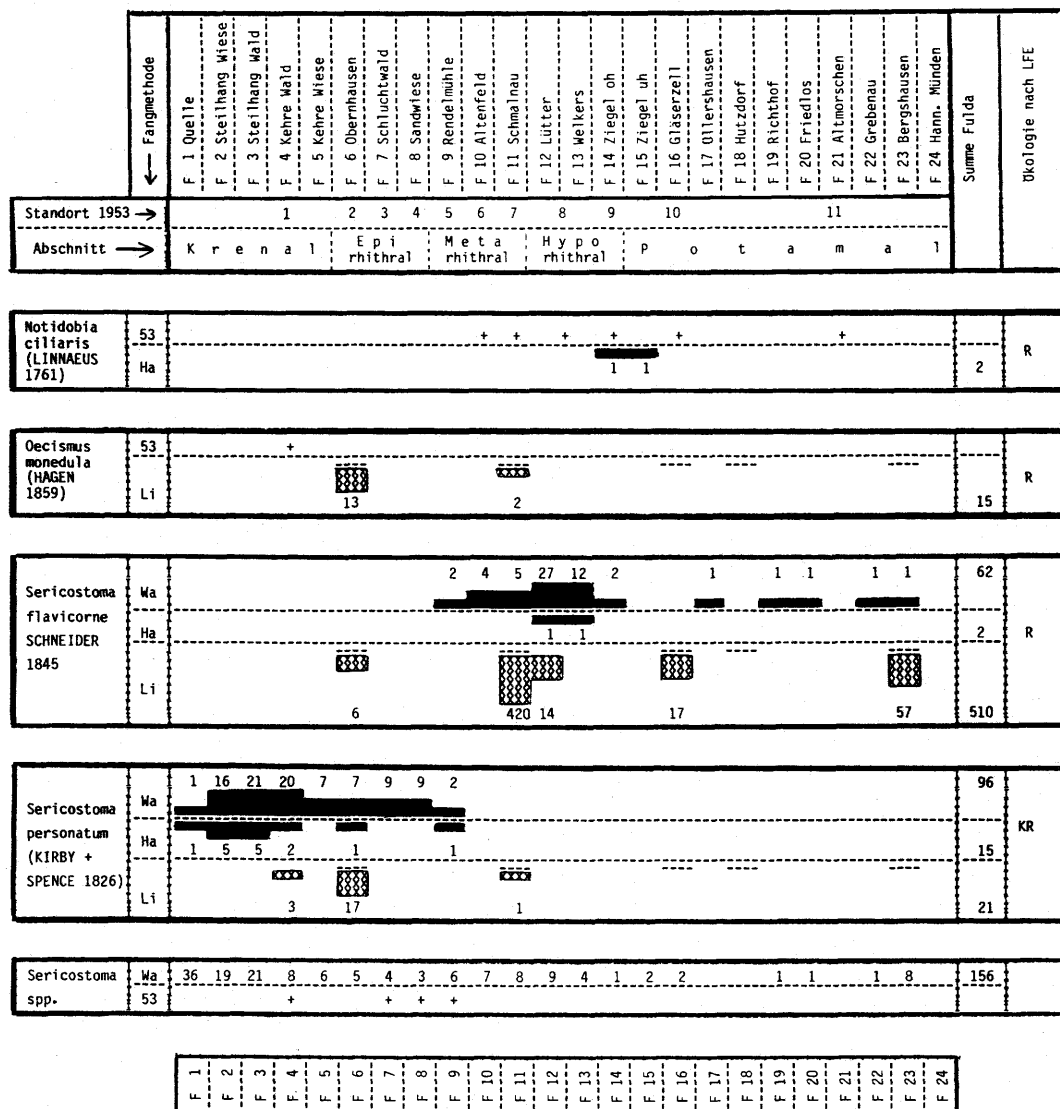 ← Fangmethode
F 1 Quelle
F 2 Steilhang Wiese
F 3 Steilhang Wald
F 4 Kehre Wald
F 5 Kehre Wiese
F 6 Obernhausen
F 7 Schluchtwald
F 8 Sandwiese
F 9 Rendelmühle
F 10 Altenfeld
F 11 Schmalnau
F 12 Lütter
F 13 Welkers
F 14 Ziegel oh
F 15 Ziegel uh
F 16 Gläserzell
F 17 Üllershausen
F 18 Hutzdorf
F 19 Richthof
F 20 Friedlos
F 21 Altmorschen
F 22 Grebenau
F 23 Bergshausen
F 24 Hann. Münden
Summe Fulda
Ökologie nach LFE
Standort 1953 → 1 2 3 4 5 6 7 8 9 10 11
Abschnitt → K r e n a l Epi rhithral Meta rhithral Hypo rhithral P o t a m a l
Notidobia ciliaris (LINNAEUS 1761)
53 + + + + + +
Ha 1 1 2
R
Oecismus monedula (HAGEN 1859)
53 +
Li 13 2 15
R
Sericostoma flavicorne SCHNEIDER 1845
Wa 2 4 5 27 12 2 1 1 1 1 1 62
Ha 1 1 2
Li 6 420 14 17 57 510
R
Sericostoma personatum (KIRBY + SPENCE 1826)
Wa 1 16 21 20 7 7 9 9 2 96
Ha 1 5 5 2 1 1 15
Li 3 17 1 21
KR
Sericostoma spp.
Wa 36 19 21 8 6 5 4 3 6 7 8 9 4 1 2 2 1 1 1 8 156
53 + + + +
F 1 F 2 F 3 F 4 F 5 F 6 F 7 F 8 F 9 F 10 F 11 F 12 F 13 F 14 F 15 F 16 F 17 F 18 F 19 F 20 F 21 F 22 F 23 F 24